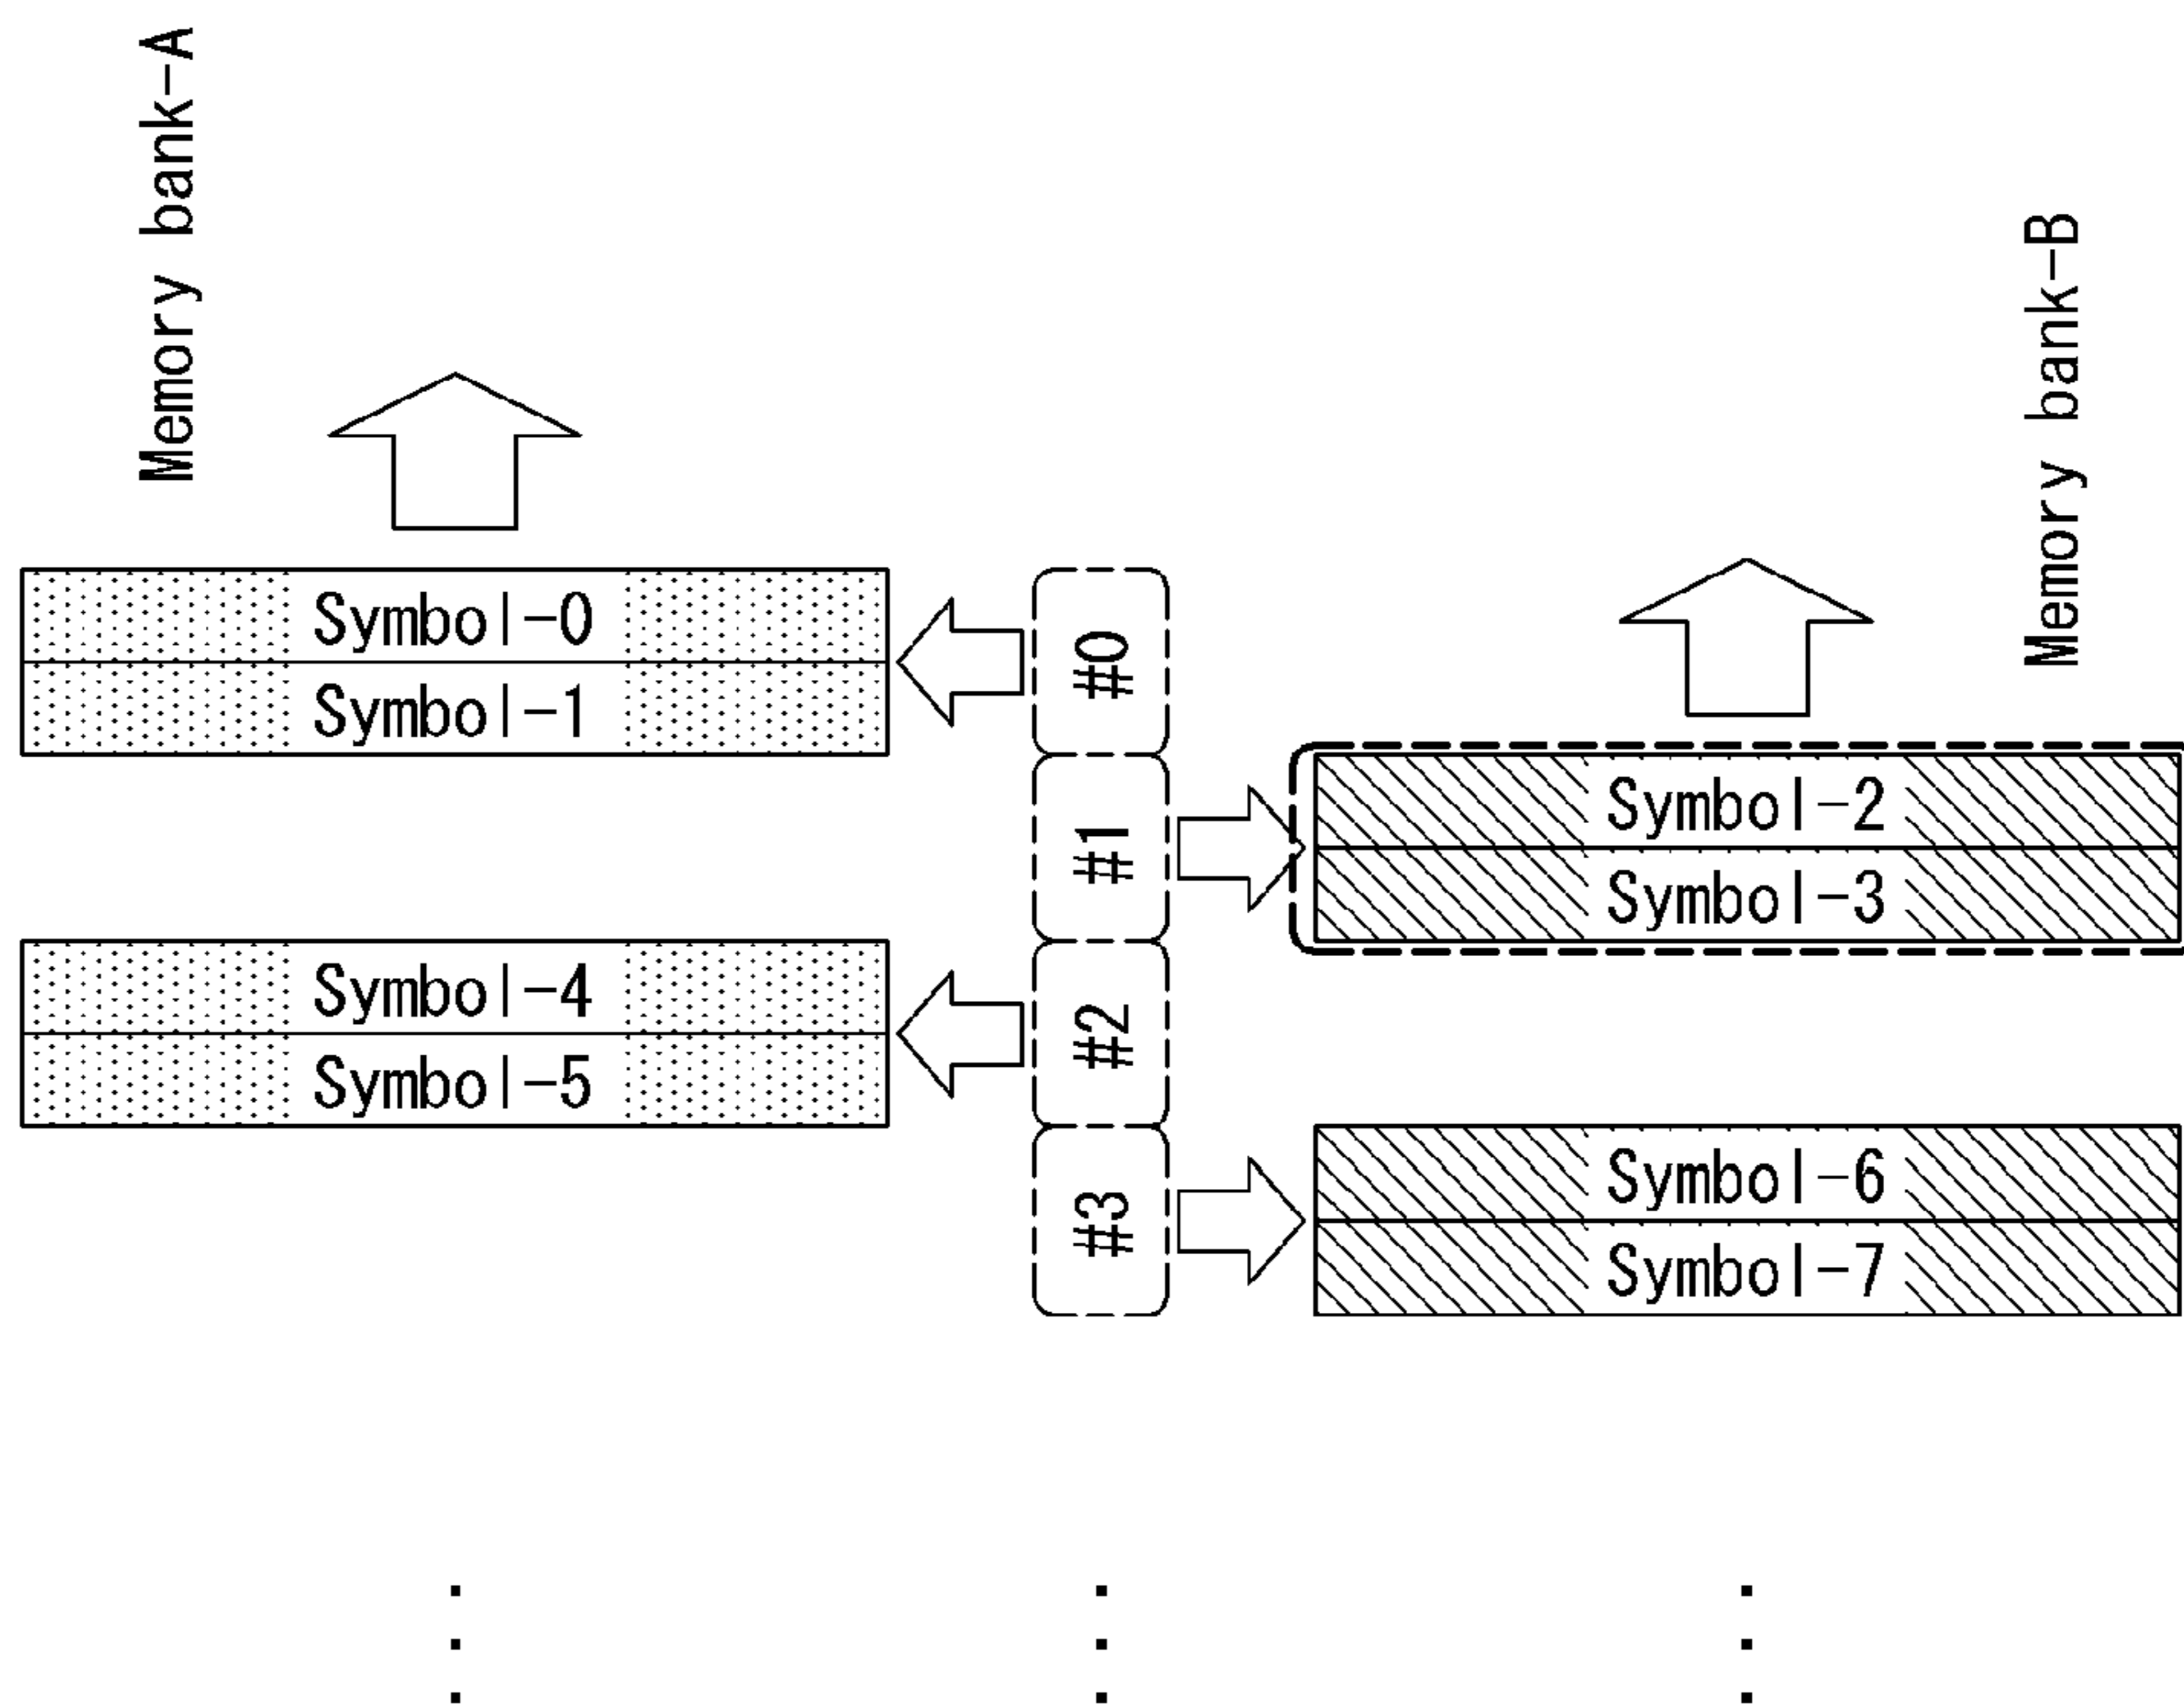 Memory bank-A
Memory bank-B
Symbol-0
Symbol-1
#0
Symbol-2
Symbol-3
#1
Symbol-4
Symbol-5
#2
Symbol-6
Symbol-7
#3